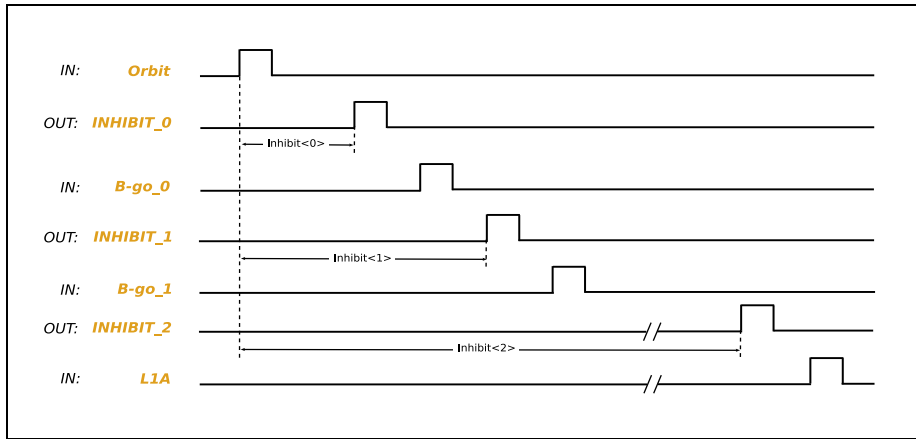 IN: Orbit
OUT: INHIBIT_0
Inhibit<0>
IN: B-go_0
OUT: INHIBIT_1
Inhibit<1>
IN: B-go_1
OUT: INHIBIT_2
Inhibit<2>
IN: L1A